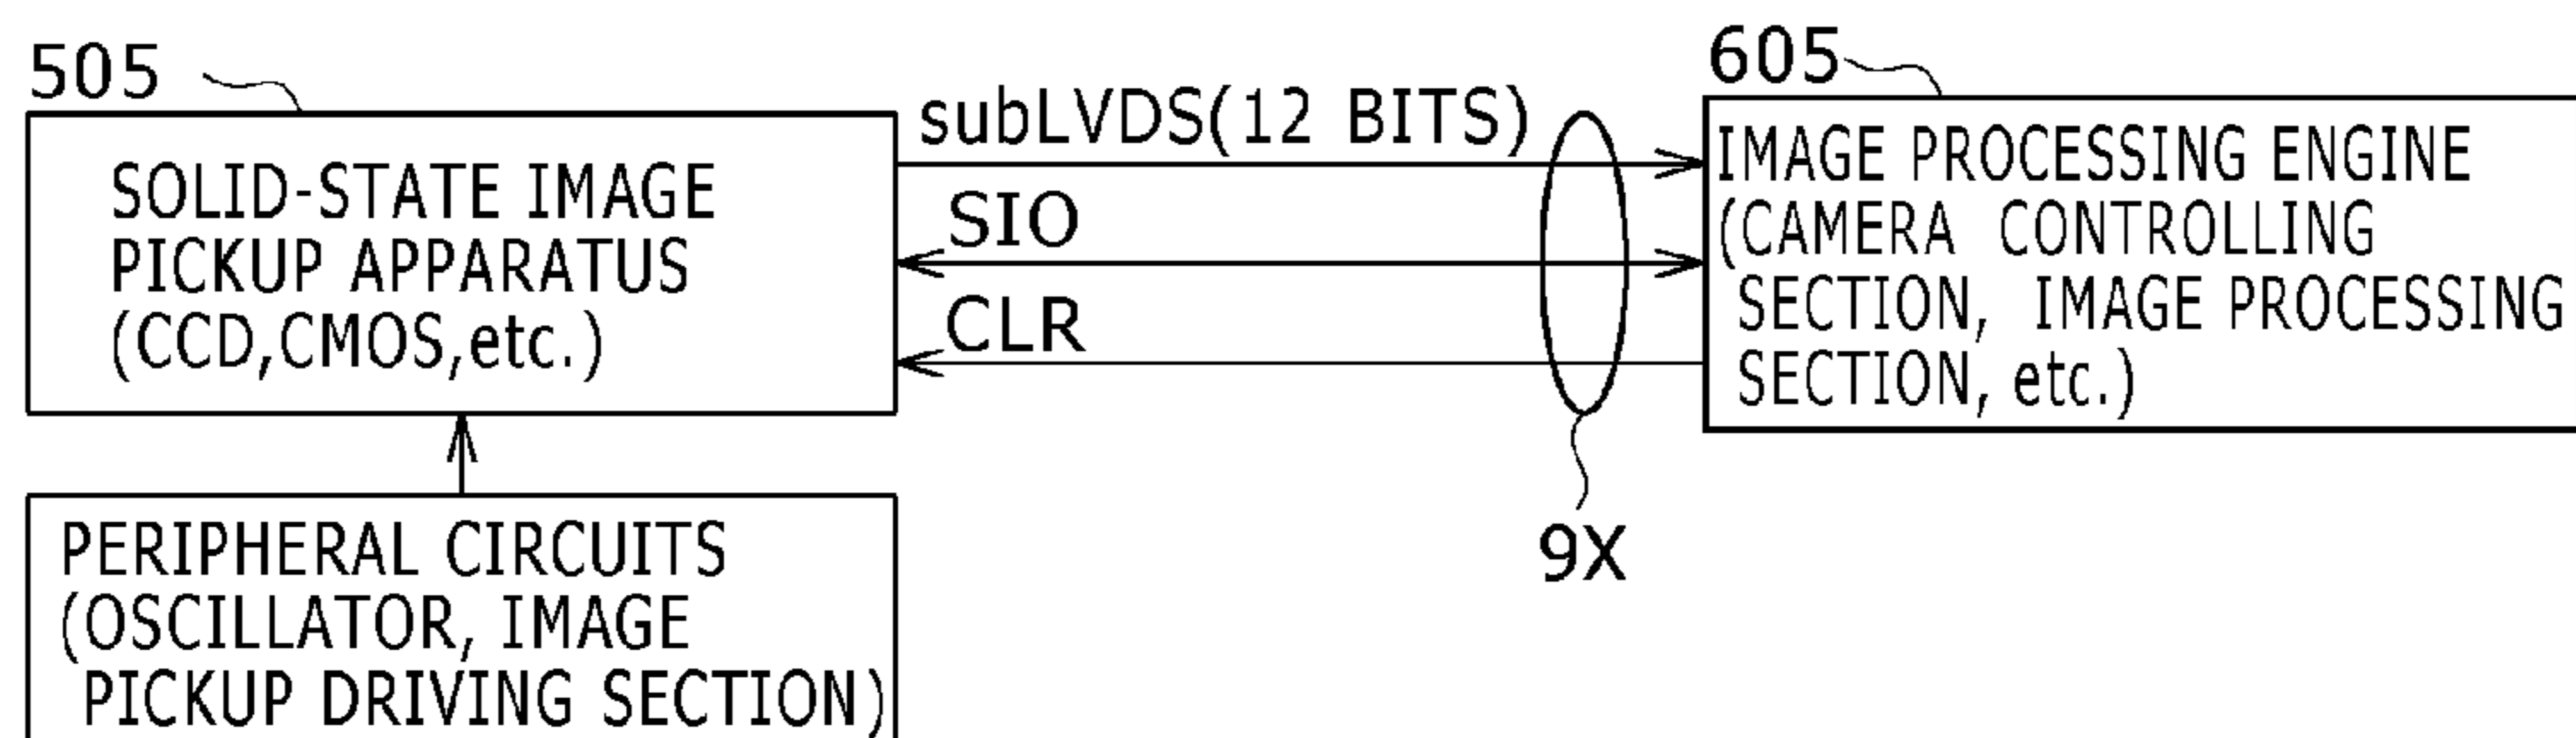 505
SOLID-STATE IMAGE
PICKUP APPARATUS
(CCD,CMOS,etc.)
subLVDS(12 BITS)
SIO
CLR
9X
605
IMAGE PROCESSING ENGINE
(CAMERA CONTROLLING
SECTION, IMAGE PROCESSING
SECTION, etc.)
PERIPHERAL CIRCUITS
(OSCILLATOR, IMAGE
PICKUP DRIVING SECTION)